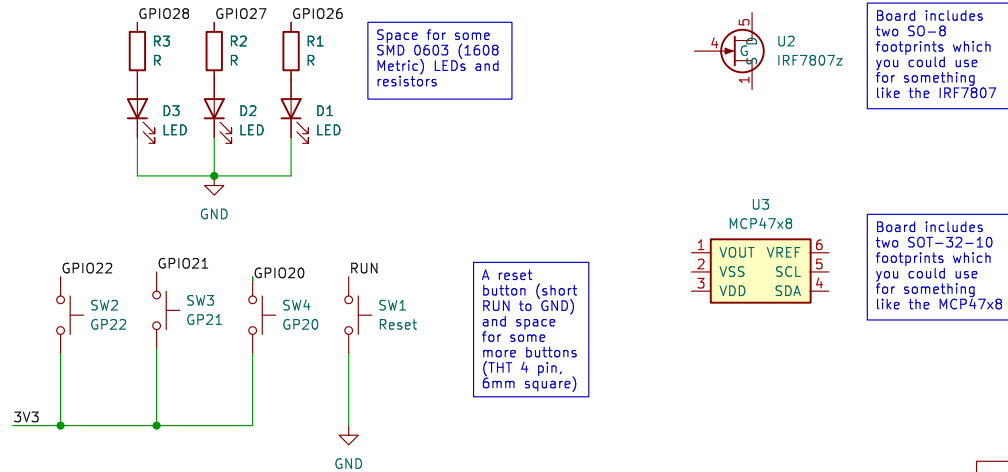 GPIO28
GPIO27
GPIO26
R3
R
R2
R
R1
R
D3
LED
D2
LED
D1
LED
GND
Space for some
SMD 0603 (1608
Metric) LEDs and
resistors
5
4
G
D
S
1
U2
IRF7807z
Board includes
two SO-8
footprints which
you could use
for something
like the IRF7807
GPIO22
GPIO21
GPIO20
RUN
SW2
GP22
SW3
GP21
SW4
GP20
SW1
Reset
3V3
GND
A reset
button (short
RUN to GND)
and space
for some
more buttons
(THT 4 pin,
6mm square)
U3
MCP47x8
1 VOUT VREF 6
2 VSS SCL 5
3 VDD SDA 4
Board includes
two SOT-32-10
footprints which
you could use
for something
like the MCP47x8